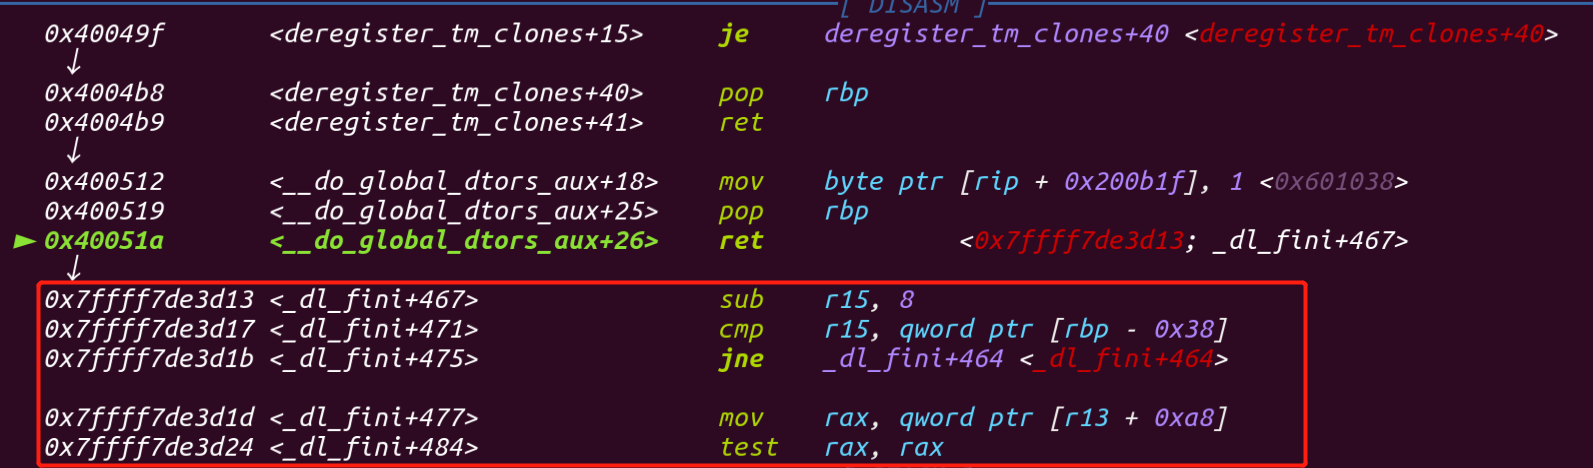 [ DISASM ]
0x40049f <deregister_tm_clones+15> je deregister_tm_clones+40 <deregister_tm_clones+40>
↓
0x4004b8 <deregister_tm_clones+40> pop rbp
0x4004b9 <deregister_tm_clones+41> ret
↓
0x400512 <__do_global_dtors_aux+18> mov byte ptr [rip + 0x200b1f], 1 <0x601038>
0x400519 <__do_global_dtors_aux+25> pop rbp
► 0x40051a <__do_global_dtors_aux+26> ret <0x7ffff7de3d13; _dl_fini+467>
↓
0x7ffff7de3d13 <_dl_fini+467> sub r15, 8
0x7ffff7de3d17 <_dl_fini+471> cmp r15, qword ptr [rbp - 0x38]
0x7ffff7de3d1b <_dl_fini+475> jne _dl_fini+464 <_dl_fini+464>
0x7ffff7de3d1d <_dl_fini+477> mov rax, qword ptr [r13 + 0xa8]
0x7ffff7de3d24 <_dl_fini+484> test rax, rax